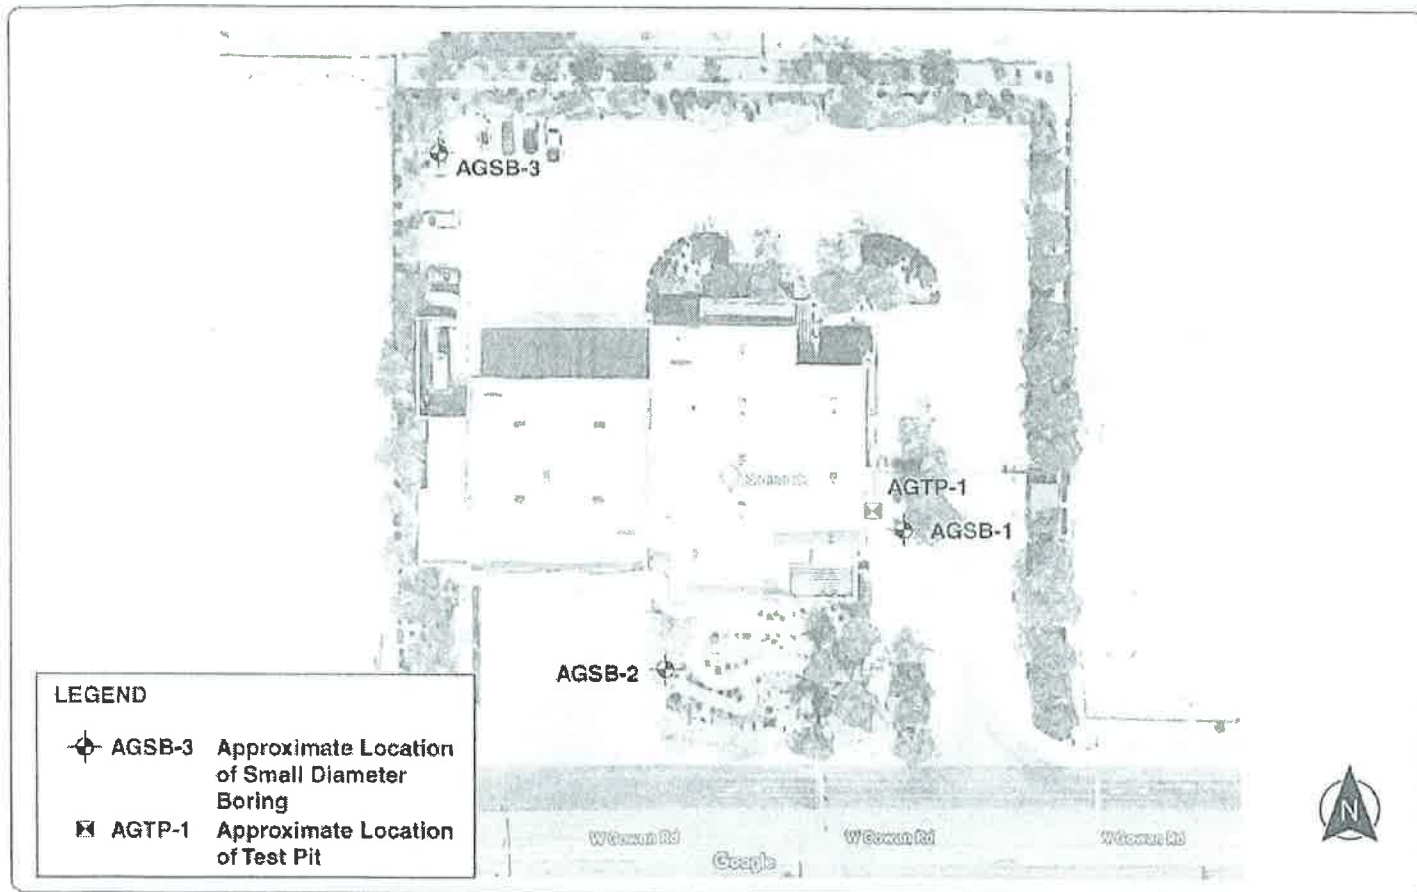 AGSB-3
AGTP-1
AGSB-1
AGSB-2
LEGEND
AGSB-3 Approximate Location
of Small Diameter
Boring
AGTP-1 Approximate Location
of Test Pit
W Gowan Rd
W Gowan Rd
W Gowan Rd
Google
N